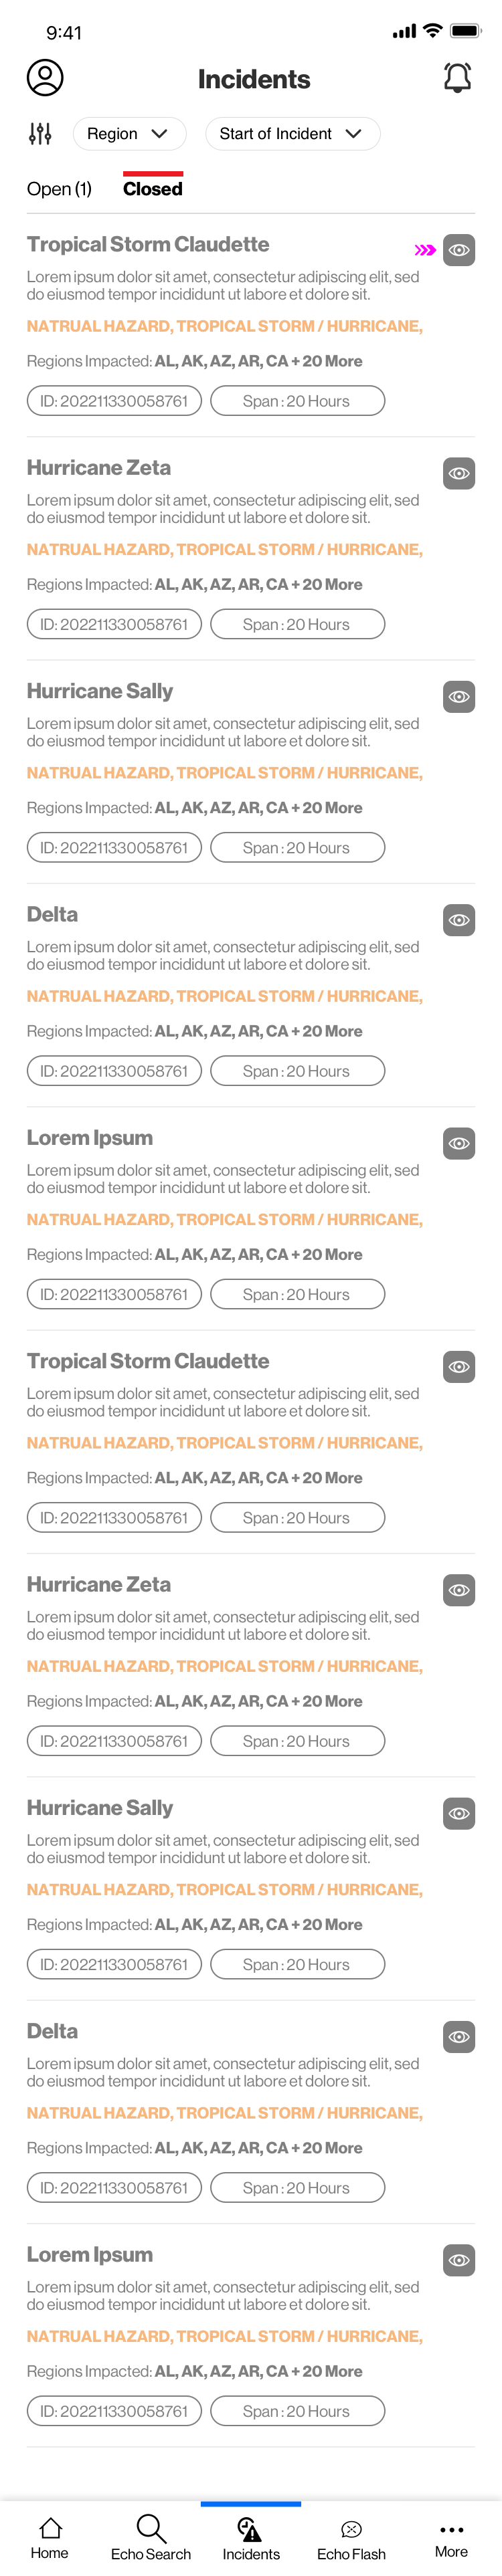 9:41
Incidents
Region
Start of Incident
Open (1)
Closed
Tropical Storm Claudette
Lorem ipsum dolor sit amet, consectetur adipiscing elit, sed
do eiusmod tempor incididunt ut labore et dolore sit.
NATRUAL HAZARD, TROPICAL STORM / HURRICANE,
Regions Impacted: AL, AK, AZ, AR, CA + 20 More
ID: 202211330058761
Span : 20 Hours
Hurricane Zeta
Lorem ipsum dolor sit amet, consectetur adipiscing elit, sed
do eiusmod tempor incididunt ut labore et dolore sit.
NATRUAL HAZARD, TROPICAL STORM / HURRICANE,
Regions Impacted: AL, AK, AZ, AR, CA + 20 More
ID: 202211330058761
Span : 20 Hours
Hurricane Sally
Lorem ipsum dolor sit amet, consectetur adipiscing elit, sed
do eiusmod tempor incididunt ut labore et dolore sit.
NATRUAL HAZARD, TROPICAL STORM / HURRICANE,
Regions Impacted: AL, AK, AZ, AR, CA + 20 More
ID: 202211330058761
Span : 20 Hours
Delta
Lorem ipsum dolor sit amet, consectetur adipiscing elit, sed
do eiusmod tempor incididunt ut labore et dolore sit.
NATRUAL HAZARD, TROPICAL STORM / HURRICANE,
Regions Impacted: AL, AK, AZ, AR, CA + 20 More
ID: 202211330058761
Span : 20 Hours
Lorem Ipsum
Lorem ipsum dolor sit amet, consectetur adipiscing elit, sed
do eiusmod tempor incididunt ut labore et dolore sit.
NATRUAL HAZARD, TROPICAL STORM / HURRICANE,
Regions Impacted: AL, AK, AZ, AR, CA + 20 More
ID: 202211330058761
Span : 20 Hours
Tropical Storm Claudette
Lorem ipsum dolor sit amet, consectetur adipiscing elit, sed
do eiusmod tempor incididunt ut labore et dolore sit.
NATRUAL HAZARD, TROPICAL STORM / HURRICANE,
Regions Impacted: AL, AK, AZ, AR, CA + 20 More
ID: 202211330058761
Span : 20 Hours
Hurricane Zeta
Lorem ipsum dolor sit amet, consectetur adipiscing elit, sed
do eiusmod tempor incididunt ut labore et dolore sit.
NATRUAL HAZARD, TROPICAL STORM / HURRICANE,
Regions Impacted: AL, AK, AZ, AR, CA + 20 More
ID: 202211330058761
Span : 20 Hours
Hurricane Sally
Lorem ipsum dolor sit amet, consectetur adipiscing elit, sed
do eiusmod tempor incididunt ut labore et dolore sit.
NATRUAL HAZARD, TROPICAL STORM / HURRICANE,
Regions Impacted: AL, AK, AZ, AR, CA + 20 More
ID: 202211330058761
Span : 20 Hours
Delta
Lorem ipsum dolor sit amet, consectetur adipiscing elit, sed
do eiusmod tempor incididunt ut labore et dolore sit.
NATRUAL HAZARD, TROPICAL STORM / HURRICANE,
Regions Impacted: AL, AK, AZ, AR, CA + 20 More
ID: 202211330058761
Span : 20 Hours
Lorem Ipsum
Lorem ipsum dolor sit amet, consectetur adipiscing elit, sed
do eiusmod tempor incididunt ut labore et dolore sit.
NATRUAL HAZARD, TROPICAL STORM / HURRICANE,
Regions Impacted: AL, AK, AZ, AR, CA + 20 More
ID: 202211330058761
Span : 20 Hours
Home
Echo Search
Incidents
Echo Flash
More